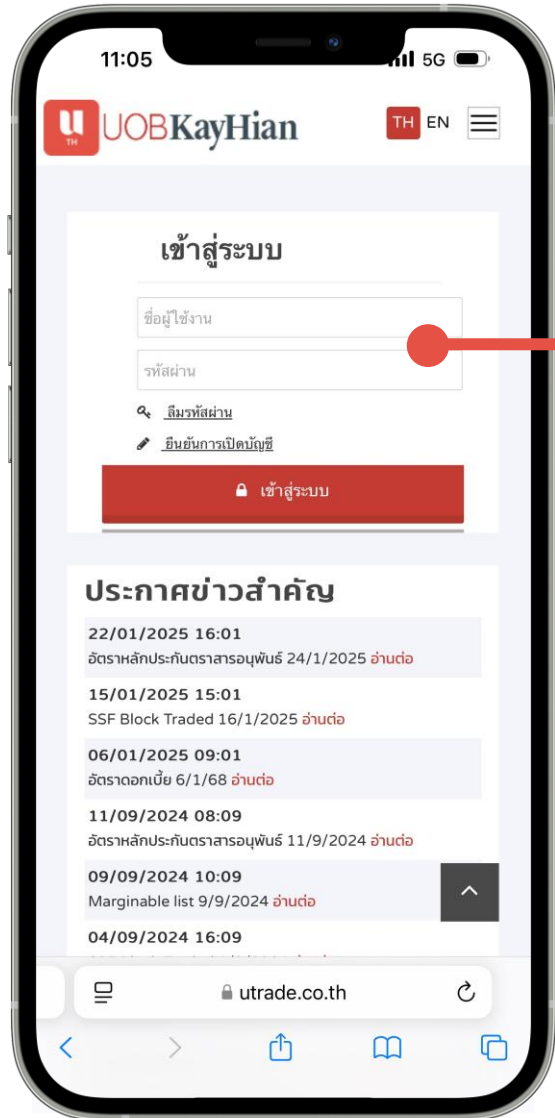 11:05
5G
u
TH
UOBKayHian
TH EN
เข้าสู่ระบบ
ชื่อผู้ใช้งาน
รหัสผ่าน
ลืมรหัสผ่าน
ยืนยันการเปิดบัญชี
เข้าสู่ระบบ
ประกาศข่าวสำคัญ
22/01/2025 16:01
อัตราหลักประกันตราสารอนุพันธ์ 24/1/2025 อ่านต่อ
15/01/2025 15:01
SSF Block Traded 16/1/2025 อ่านต่อ
06/01/2025 09:01
อัตราดอกเบี้ย 6/1/68 อ่านต่อ
11/09/2024 08:09
อัตราหลักประกันตราสารอนุพันธ์ 11/9/2024 อ่านต่อ
09/09/2024 10:09
Marginable list 9/9/2024 อ่านต่อ
04/09/2024 16:09
utrade.co.th